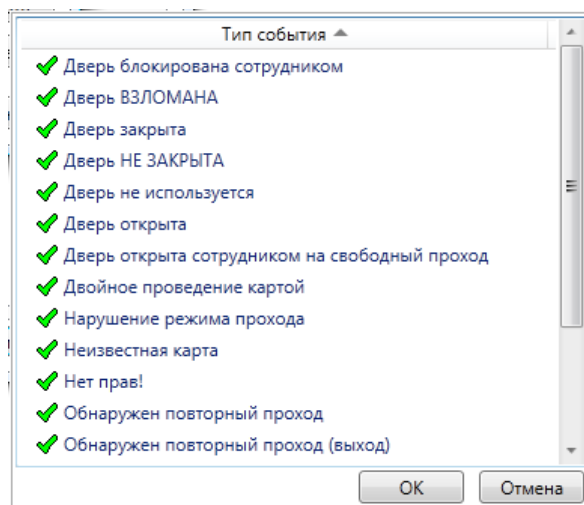 Тип события
Дверь блокирована сотрудником
Дверь ВЗЛОМАНА
Дверь закрыта
Дверь НЕ ЗАКРЫТА
Дверь не используется
Дверь открыта
Дверь открыта сотрудником на свободный проход
Двойное проведение картой
Нарушение режима прохода
Неизвестная карта
Нет прав!
Обнаружен повторный проход
Обнаружен повторный проход (выход)
ОК Отмена